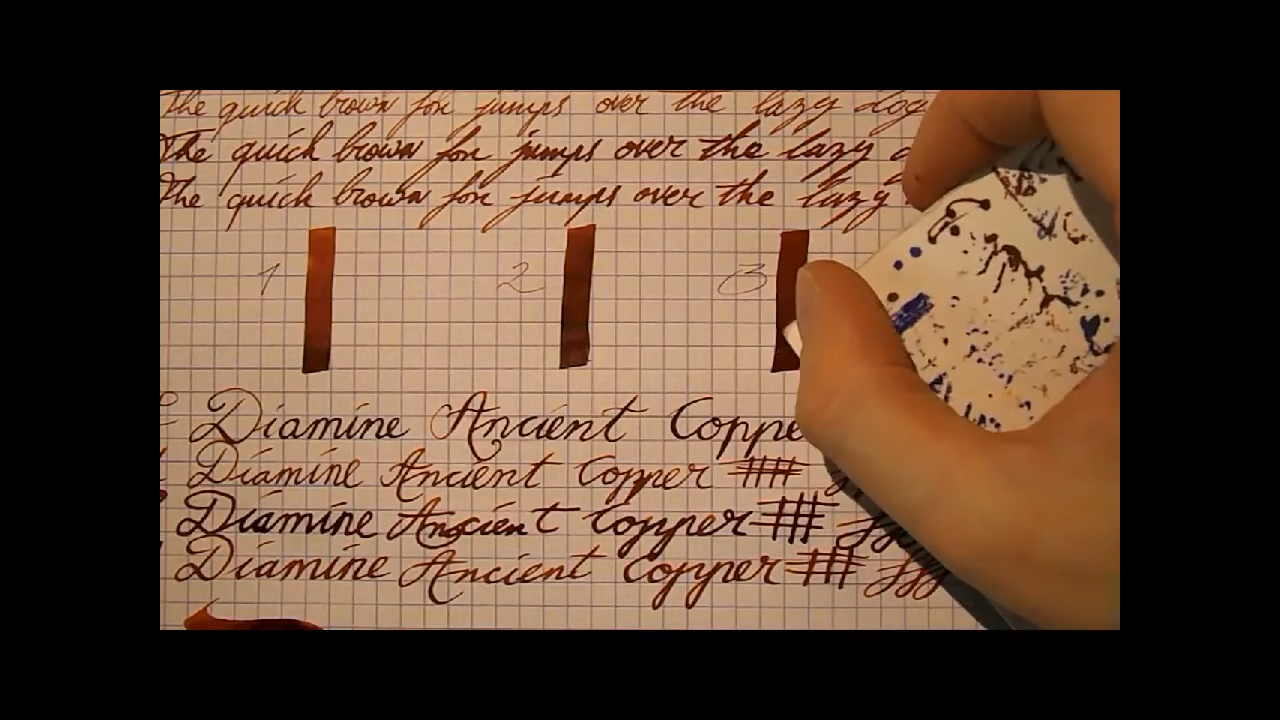 The quick brown fox jumps over the lazy dog
The quick brown fox jumps over the lazy
The quick brown fox jumps over the lazy
1 2 3
Diamine Ancient Coppe
Diamine Ancient Copper
Diamine Ancient Copper
Diamine Ancient Copper